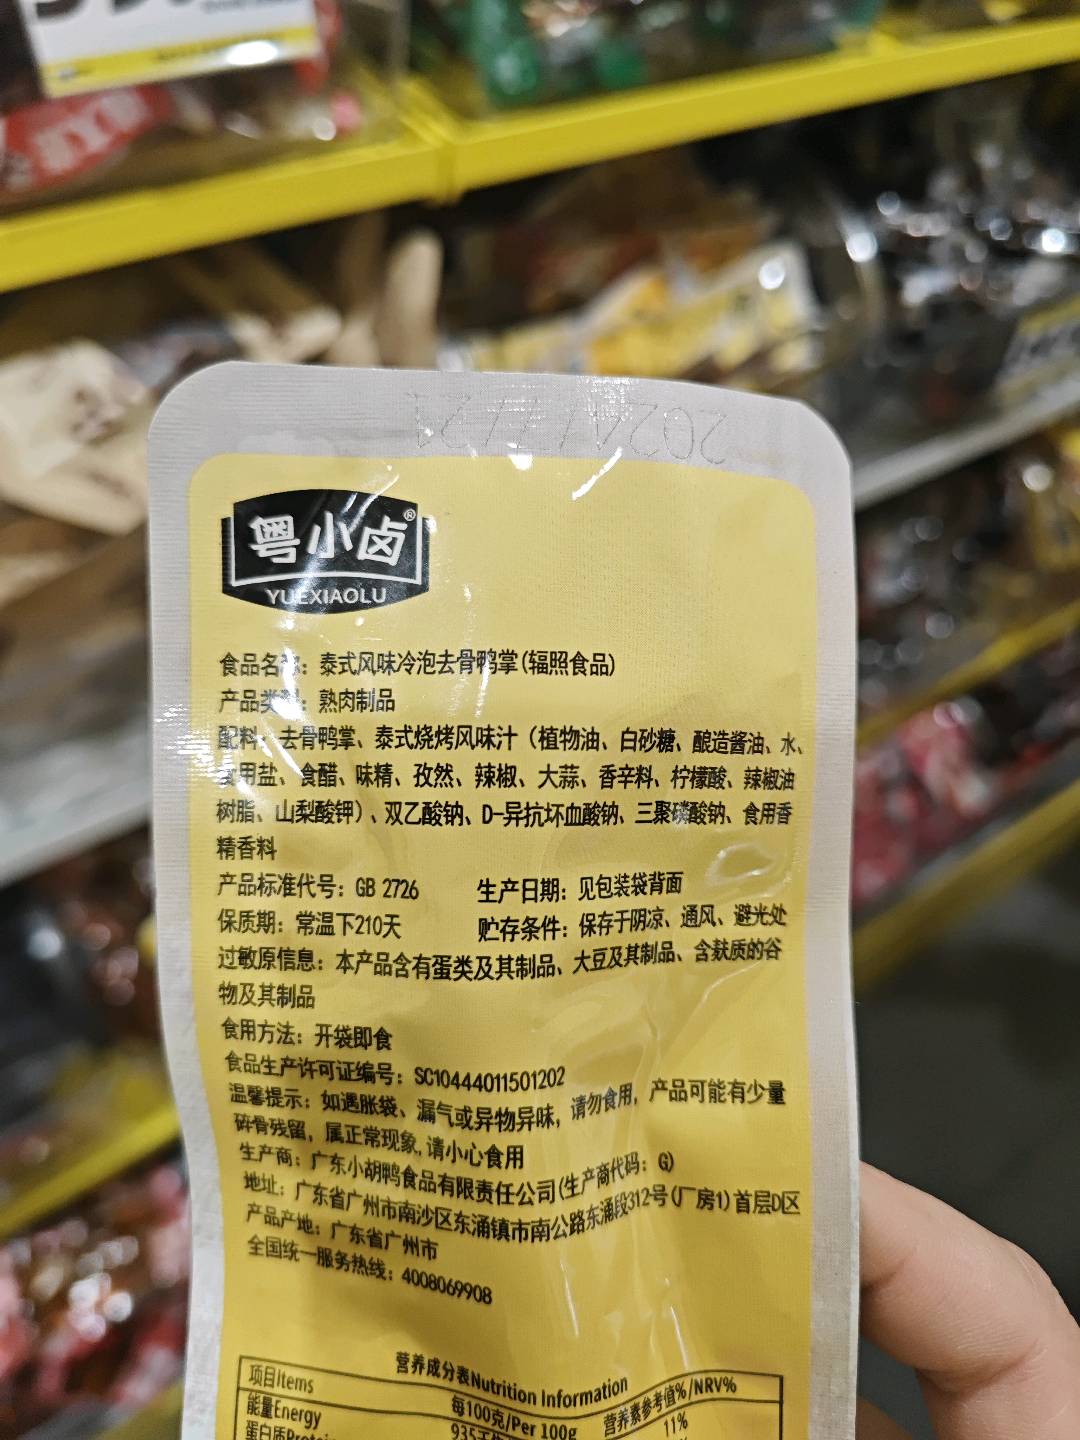 粤小卤®
YUEXIAOLU
食品名称：泰式风味冷泡去骨鸭掌(辐照食品)
产品类型：熟肉制品
配料：去骨鸭掌、泰式烧烤风味汁（植物油、白砂糖、酿造酱油、水、
食用盐、食醋、味精、孜然、辣椒、大蒜、香辛料、柠檬酸、辣椒油
树脂、山梨酸钾）、双乙酸钠、D-异抗坏血酸钠、三聚磷酸钠、食用香
精香料
产品标准代号：GB 2726 生产日期：见包装袋背面
保质期：常温下210天 贮存条件：保存于阴凉、通风、避光处
过敏原信息：本产品含有蛋类及其制品、大豆及其制品、含麸质的谷
物及其制品
食用方法：开袋即食
食品生产许可证编号：SC10444011501202
温馨提示：如遇胀袋、漏气或异物异味，请勿食用，产品可能有少量
碎骨残留，属正常现象,请小心食用
生产商：广东小胡鸭食品有限责任公司(生产商代码：G)
地址：广东省广州市南沙区东涌镇市南公路东涌段312号(厂房1)首层D区
产品产地：广东省广州市
全国统一服务热线：4008069908
营养成分表Nutrition Information
项目Items 每100克/Per 100g 营养素参考值%/NRV%
能量Energy 935千 11%
蛋白质